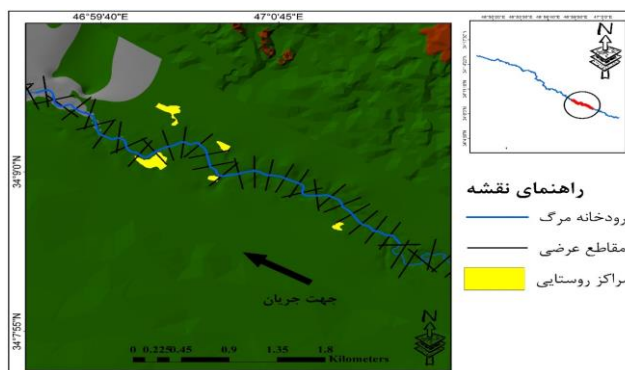 46°59'40"E
47°0'45"E
34°9'0"N
34°7'55"N
جهت جریان
N
0 0.225 0.45 0.9 1.35 1.8
Kilometers
N
راهنمای نقشه
رودخانه مرگ
مقاطع عرضی
مراکز روستایی